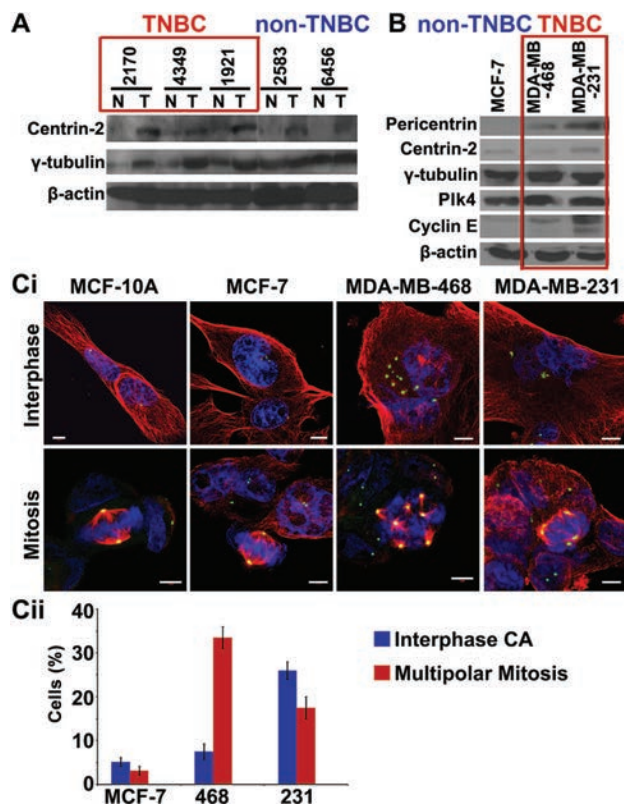 A
TNBC non-TNBC
2170 4349 1921 2583 6456
N T N T N T N T N T
Centrin-2
γ-tubulin
β-actin
B
non-TNBC TNBC
MCF-7
MDA-MB
-468
MDA-MB
-231
Pericentrin
Centrin-2
γ-tubulin
Plk4
Cyclin E
β-actin
Ci
MCF-10A MCF-7 MDA-MB-468 MDA-MB-231
Interphase
Mitosis
Cii
Cells (%)
40
30
20
10
0
MCF-7 468 231
Interphase CA
Multipolar Mitosis